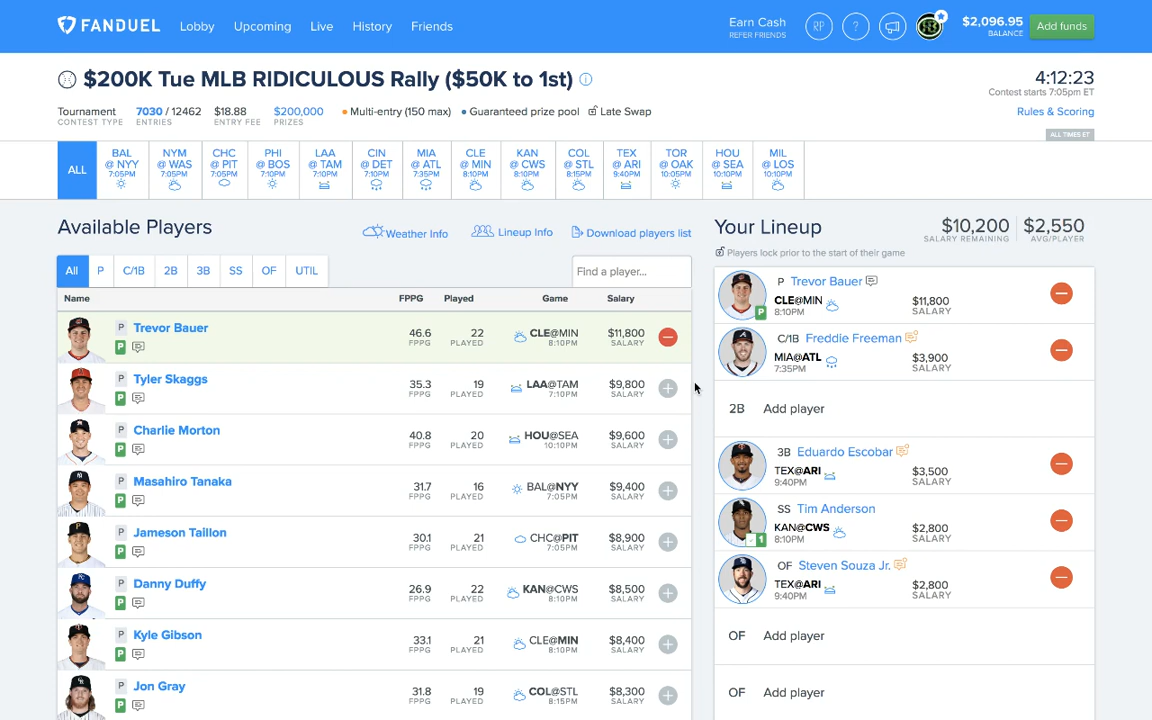 FANDUEL
Lobby Upcoming Live History Friends
Earn Cash
REFER FRIENDS
RP
?
$2,096.95
BALANCE
Add funds
$200K Tue MLB RIDICULOUS Rally ($50K to 1st)
4:12:23
Contest starts 7:05pm ET
Tournament
CONTEST TYPE
7030 / 12462
ENTRIES
$18.88
ENTRY FEE
$200,000
PRIZES
Multi-entry (150 max) Guaranteed prize pool Late Swap
Rules & Scoring
ALL TIMES ET
ALL
BAL
@ NYY
7:05PM
NYM
@ WAS
7:05PM
CHC
@ PIT
7:05PM
PHI
@ BOS
7:10PM
LAA
@ TAM
7:10PM
CIN
@ DET
7:10PM
MIA
@ ATL
7:35PM
CLE
@ MIN
8:10PM
KAN
@ CWS
8:10PM
COL
@ STL
8:15PM
TEX
@ ARI
9:40PM
TOR
@ OAK
10:05PM
HOU
@ SEA
10:10PM
MIL
@ LOS
10:10PM
Available Players
Weather Info
Lineup Info
Download players list
All P C/1B 2B 3B SS OF UTIL
Find a player...
Name FPPG Played Game Salary
P Trevor Bauer 46.6 22 CLE@MIN $11,800
P FPPG PLAYED 8:10PM SALARY
P Tyler Skaggs 35.3 19 LAA@TAM $9,800
P FPPG PLAYED 7:10PM SALARY
P Charlie Morton 40.8 20 HOU@SEA $9,600
P FPPG PLAYED 10:10PM SALARY
P Masahiro Tanaka 31.7 16 BAL@NYY $9,400
P FPPG PLAYED 7:05PM SALARY
P Jameson Taillon 30.1 21 CHC@PIT $8,900
P FPPG PLAYED 7:05PM SALARY
P Danny Duffy 26.9 22 KAN@CWS $8,500
P FPPG PLAYED 8:10PM SALARY
P Kyle Gibson 33.1 21 CLE@MIN $8,400
P FPPG PLAYED 8:10PM SALARY
P Jon Gray 31.8 19 COL@STL $8,300
P FPPG PLAYED 8:15PM SALARY
Your Lineup
$10,200
SALARY REMAINING
$2,550
AVG/PLAYER
Players lock prior to the start of their game
P Trevor Bauer
CLE@MIN $11,800
P 8:10PM SALARY
C/1B Freddie Freeman
MIA@ATL $3,900
7:35PM SALARY
2B Add player
3B Eduardo Escobar
TEX@ARI $3,500
9:40PM SALARY
SS Tim Anderson
KAN@CWS $2,800
1 8:10PM SALARY
OF Steven Souza Jr.
TEX@ARI $2,800
9:40PM SALARY
OF Add player
OF Add player